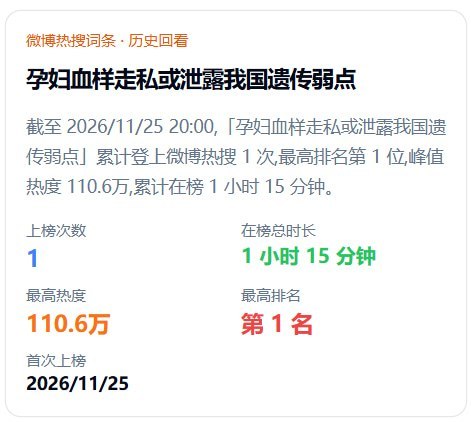 微博热搜词条 · 历史回看
孕妇血样走私或泄露我国遗传弱点
截至 2026/11/25 20:00,「孕妇血样走私或泄露我国遗
传弱点」累计登上微博热搜 1 次,最高排名第 1 位,峰值
热度 110.6万,累计在榜 1 小时 15 分钟。
上榜次数
在榜总时长
1
1 小时 15 分钟
最高热度
最高排名
110.6万
第 1 名
首次上榜
2026/11/25